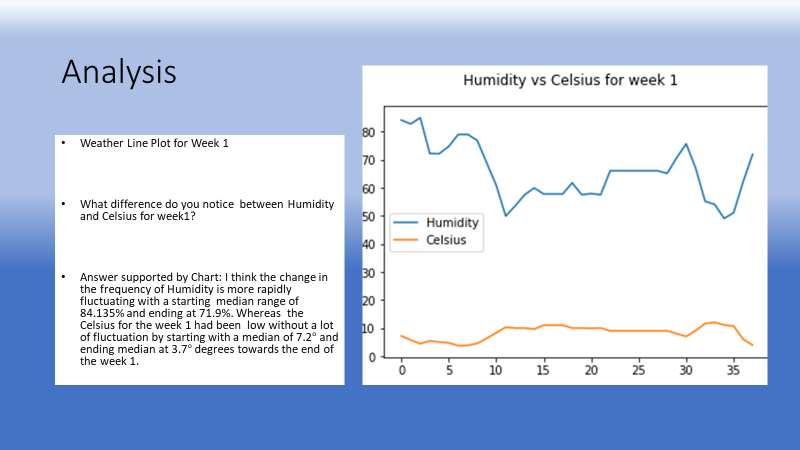 Analysis
• Weather Line Plot for Week 1
• What difference do you notice between Humidity
and Celsius for week1?
• Answer supported by Chart: I think the change in
the frequency of Humidity is more rapidly
fluctuating with a starting median range of
84.135% and ending at 71.9%. Whereas the
Celsius for the week 1 had been low without a lot
of fluctuation by starting with a median of 7.2° and
ending median at 3.7° degrees towards the end of
the week 1.
Humidity vs Celsius for week 1
80
70
60
50
40
30
20
10
0
Humidity
Celsius
0 5 10 15 20 25 30 35